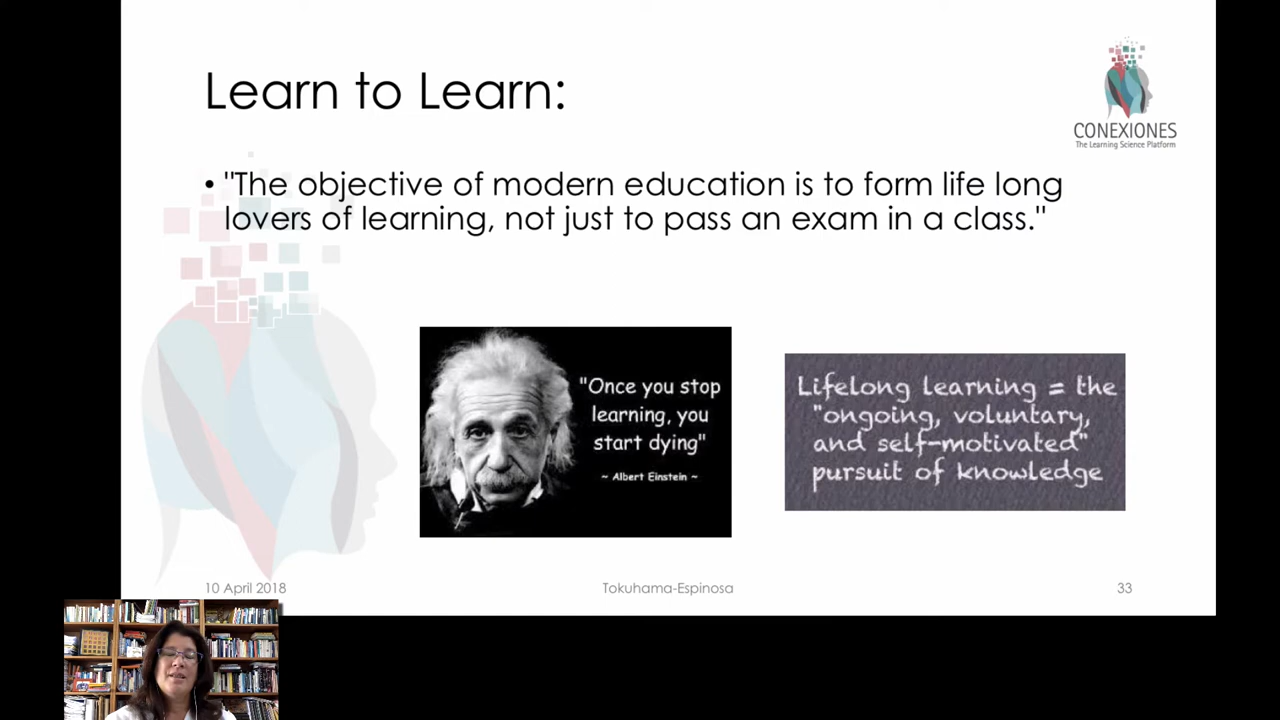 Learn to Learn:
CONEXIONES
The Learning Science Platform
• "The objective of modern education is to form life long
lovers of learning, not just to pass an exam in a class."
"Once you stop
learning, you
start dying"
~ Albert Einstein ~
Lifelong learning = the
"ongoing, voluntary,
and self-motivated"
pursuit of knowledge
10 April 2018
Tokuhama-Espinosa
33